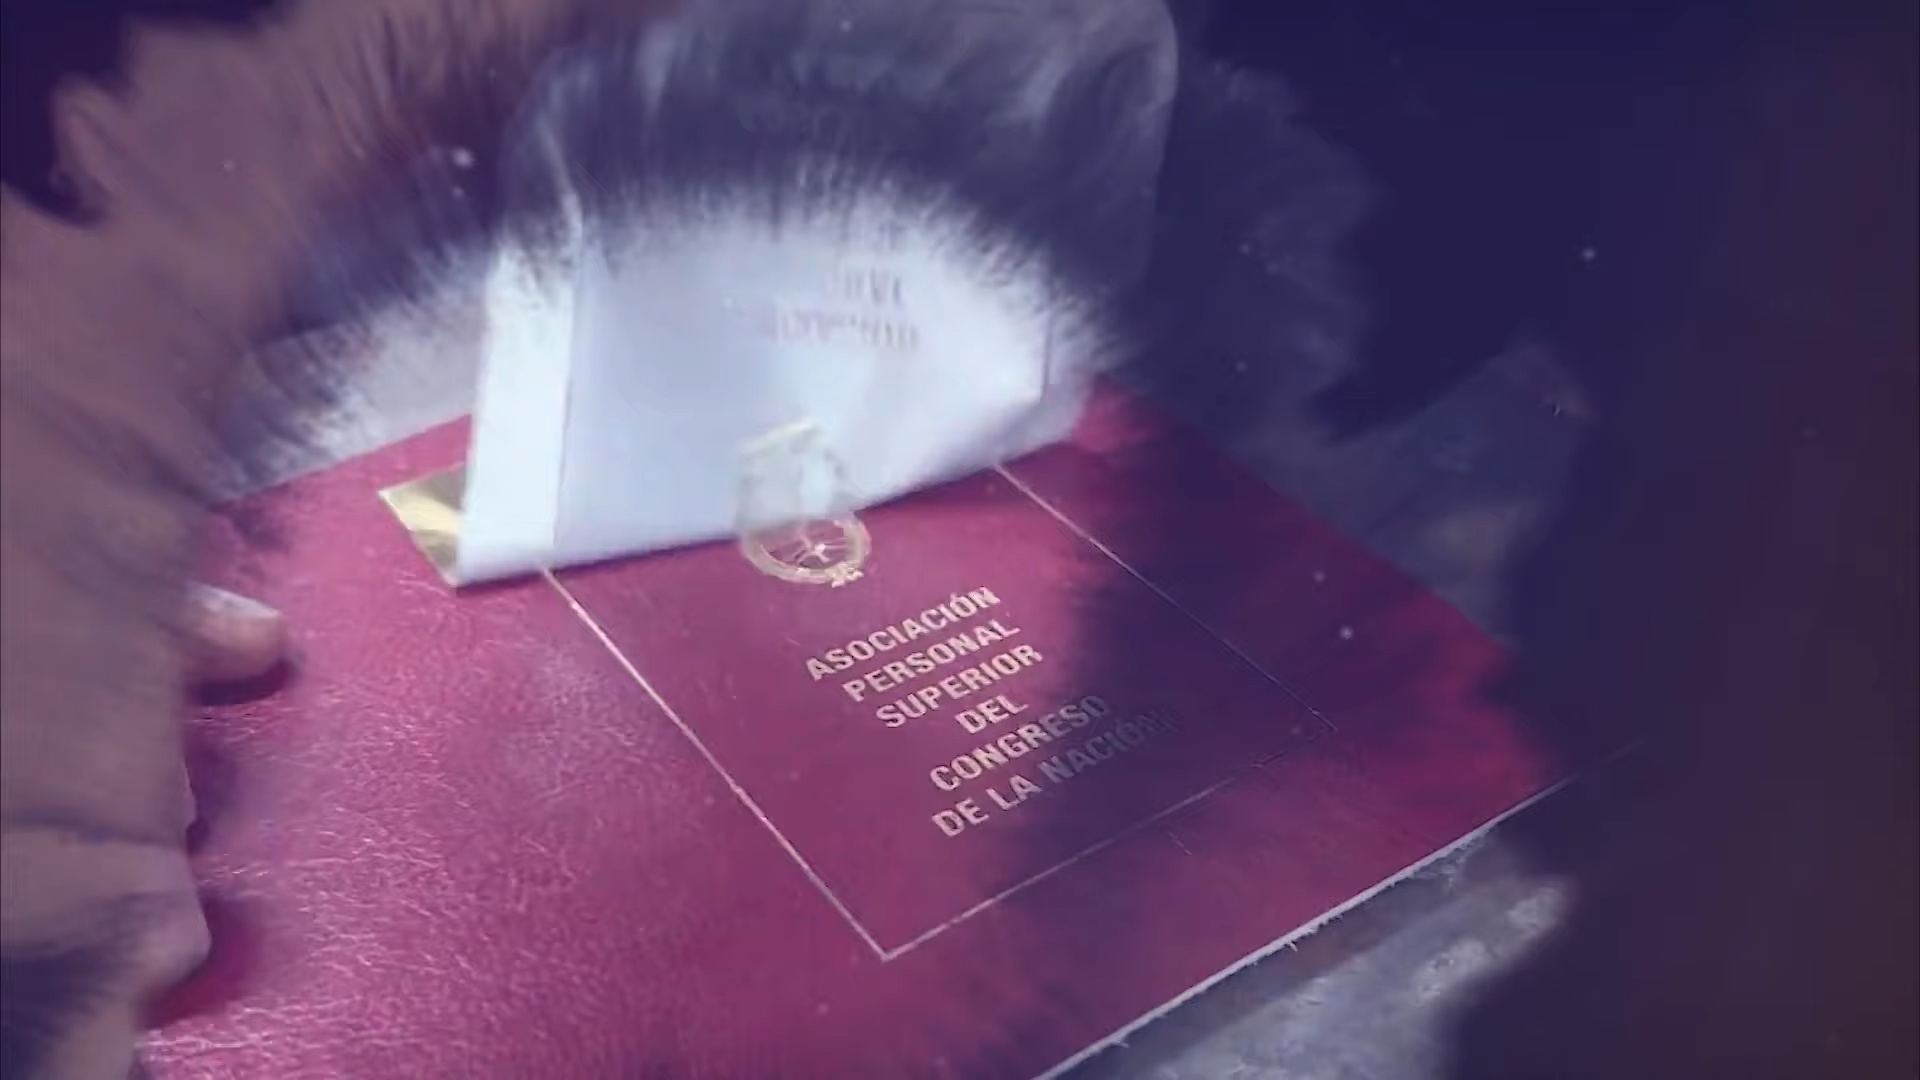 ASOCIACIÓN
PERSONAL
SUPERIOR
DEL
CONGRESO
DE LA NACIÓN